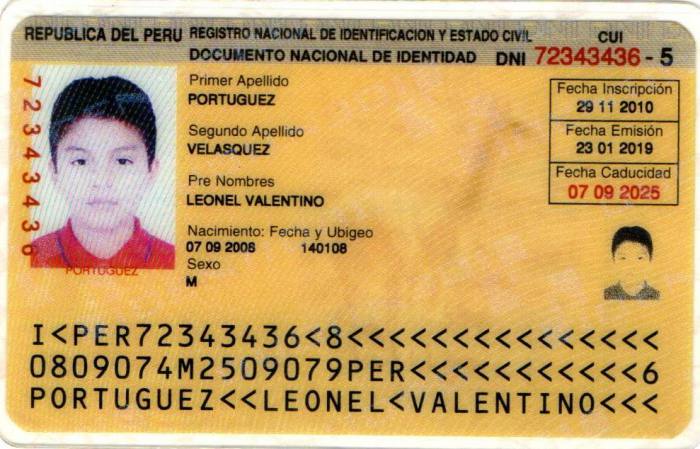 REPUBLICA DEL PERU REGISTRO NACIONAL DE IDENTIFICACION Y ESTADO CIVIL CUI
DOCUMENTO NACIONAL DE IDENTIDAD DNI 72343436 - 5
72343436
PORTUGUEZ
Primer Apellido
PORTUGUEZ
Segundo Apellido
VELASQUEZ
Pre Nombres
LEONEL VALENTINO
Nacimiento: Fecha y Ubigeo
07 09 2008 140108
Sexo
M
Fecha Inscripción
29 11 2010
Fecha Emisión
23 01 2019
Fecha Caducidad
07 09 2025
I<PER72343436<8<<<<<<<<<<<<<<<
0809074M2509079PER<<<<<<<<<<<6
PORTUGUEZ<<LEONEL<VALENTINO<<<